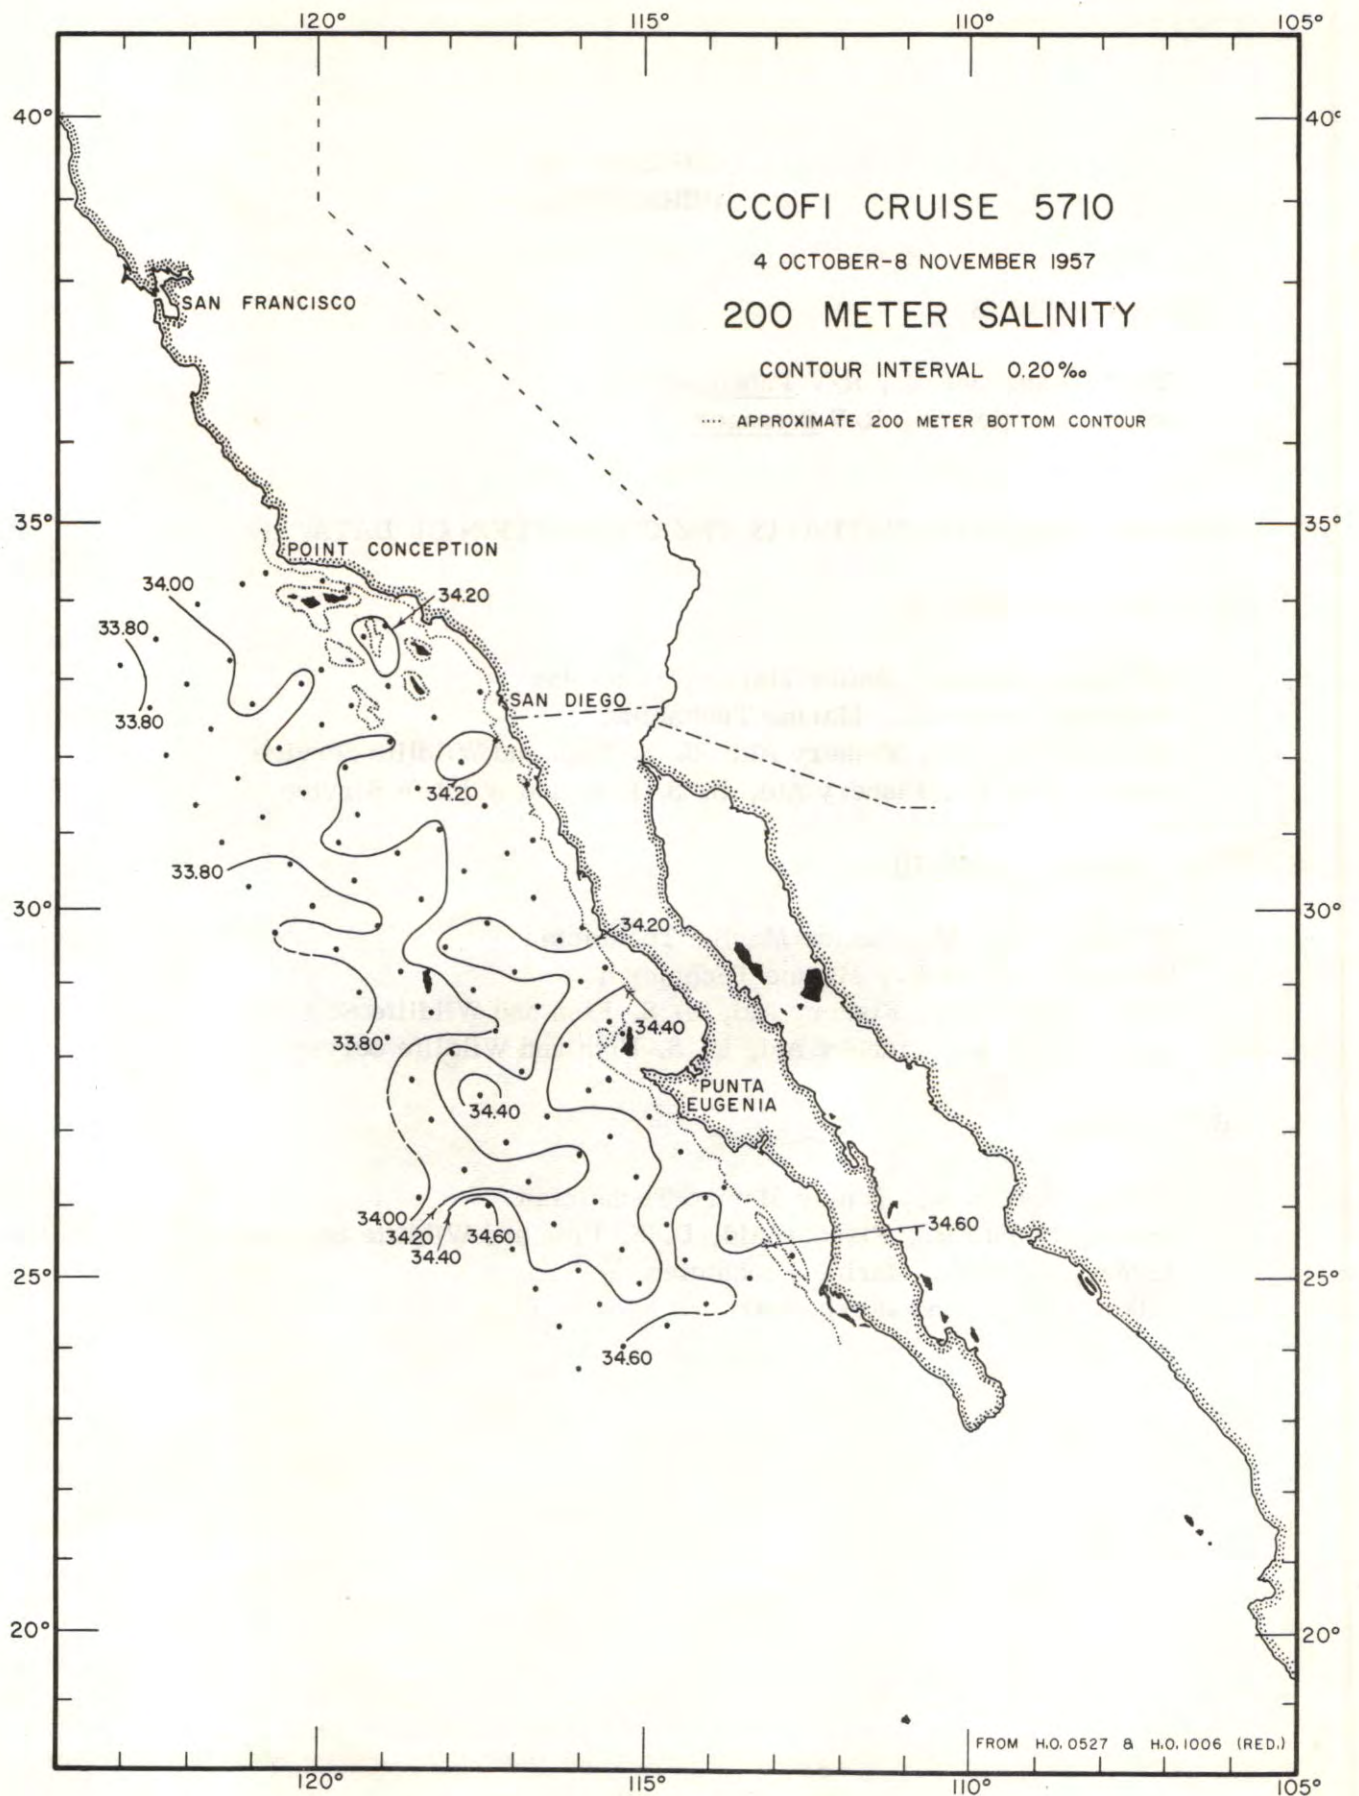 120° 115° 110° 105°
40° 40°
CCOFI CRUISE 5710
4 OCTOBER-8 NOVEMBER 1957
200 METER SALINITY
CONTOUR INTERVAL 0.20‰
APPROXIMATE 200 METER BOTTOM CONTOUR
SAN FRANCISCO
35° 35°
POINT CONCEPTION
34.00
34.20
33.80
SAN DIEGO
33.80
34.20
33.80
30° 30°
34.20
34.40
33.80
PUNTA
EUGENIA
34.40
34.00
34.20
34.40
34.60
34.60
25° 25°
34.60
20° 20°
FROM H.O. 0527 & H.O. 1006 (RED.)
120° 115° 110° 105°